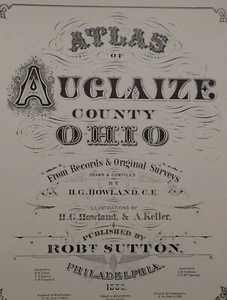 ATLAS
OF
AUGLAIZE
COUNTY
OHIO
From Records & Original Surveys
DRAWN & COMPILED
BY
H.G. HOWLAND, C.E.
ILLUSTRATIONS BY
H.G. Howland & A. Keller.
PUBLISHED BY
ROBT. SUTTON.
PHILADELPHIA.
1880.